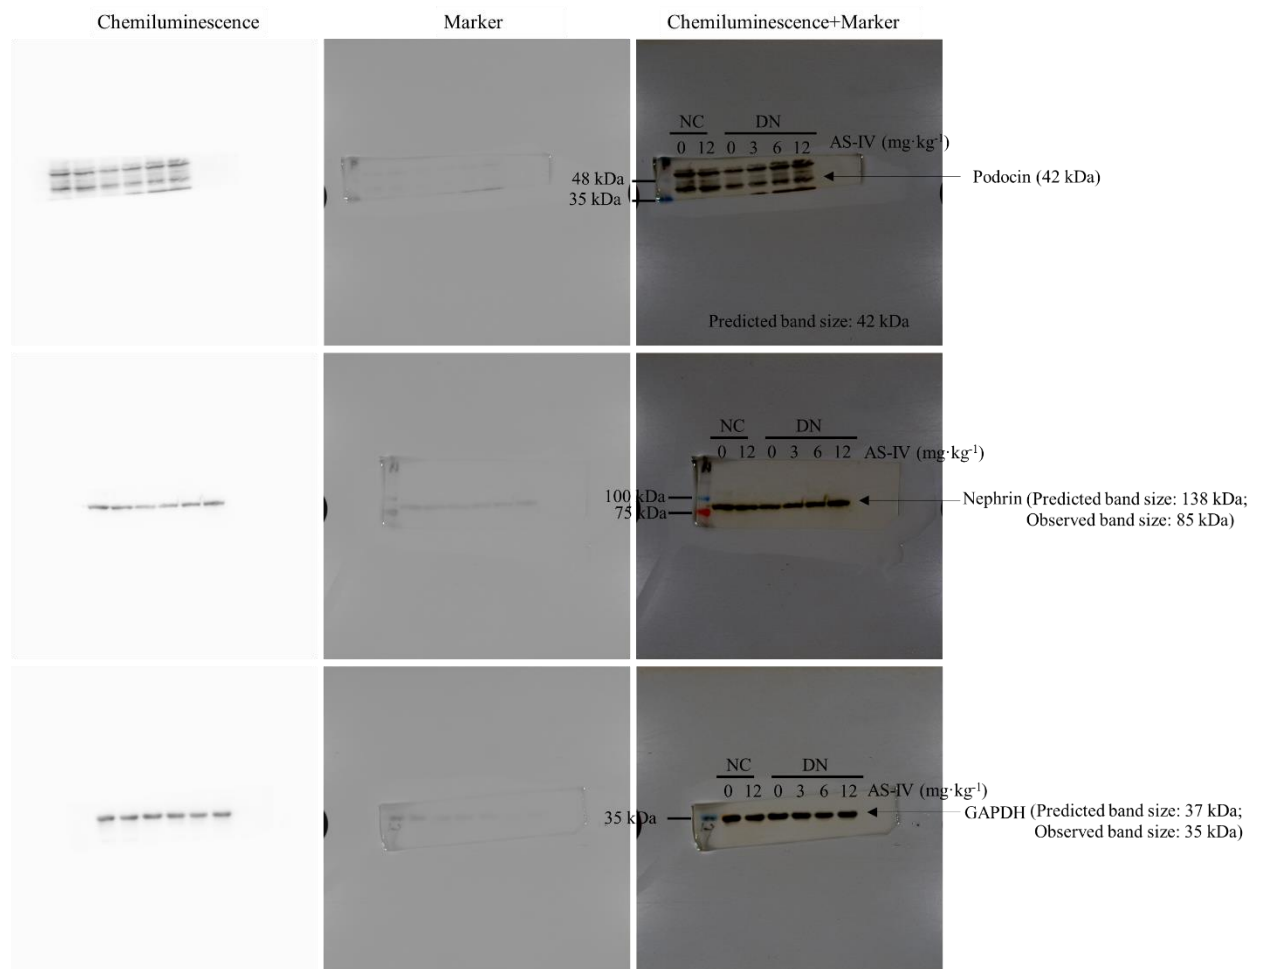 Chemiluminescence Marker Chemiluminescence+Marker
NC DN
0 12 0 3 6 12 AS-IV (mg·kg⁻¹)
48 kDa
Podocin (42 kDa)
35 kDa
Predicted band size: 42 kDa
NC DN
0 12 0 3 6 12 AS-IV (mg·kg⁻¹)
100 kDa
Nephrin (Predicted band size: 138 kDa;
75 kDa
Observed band size: 85 kDa)
NC DN
0 12 0 3 6 12 AS-IV (mg·kg⁻¹)
35 kDa
GAPDH (Predicted band size: 37 kDa;
Observed band size: 35 kDa)